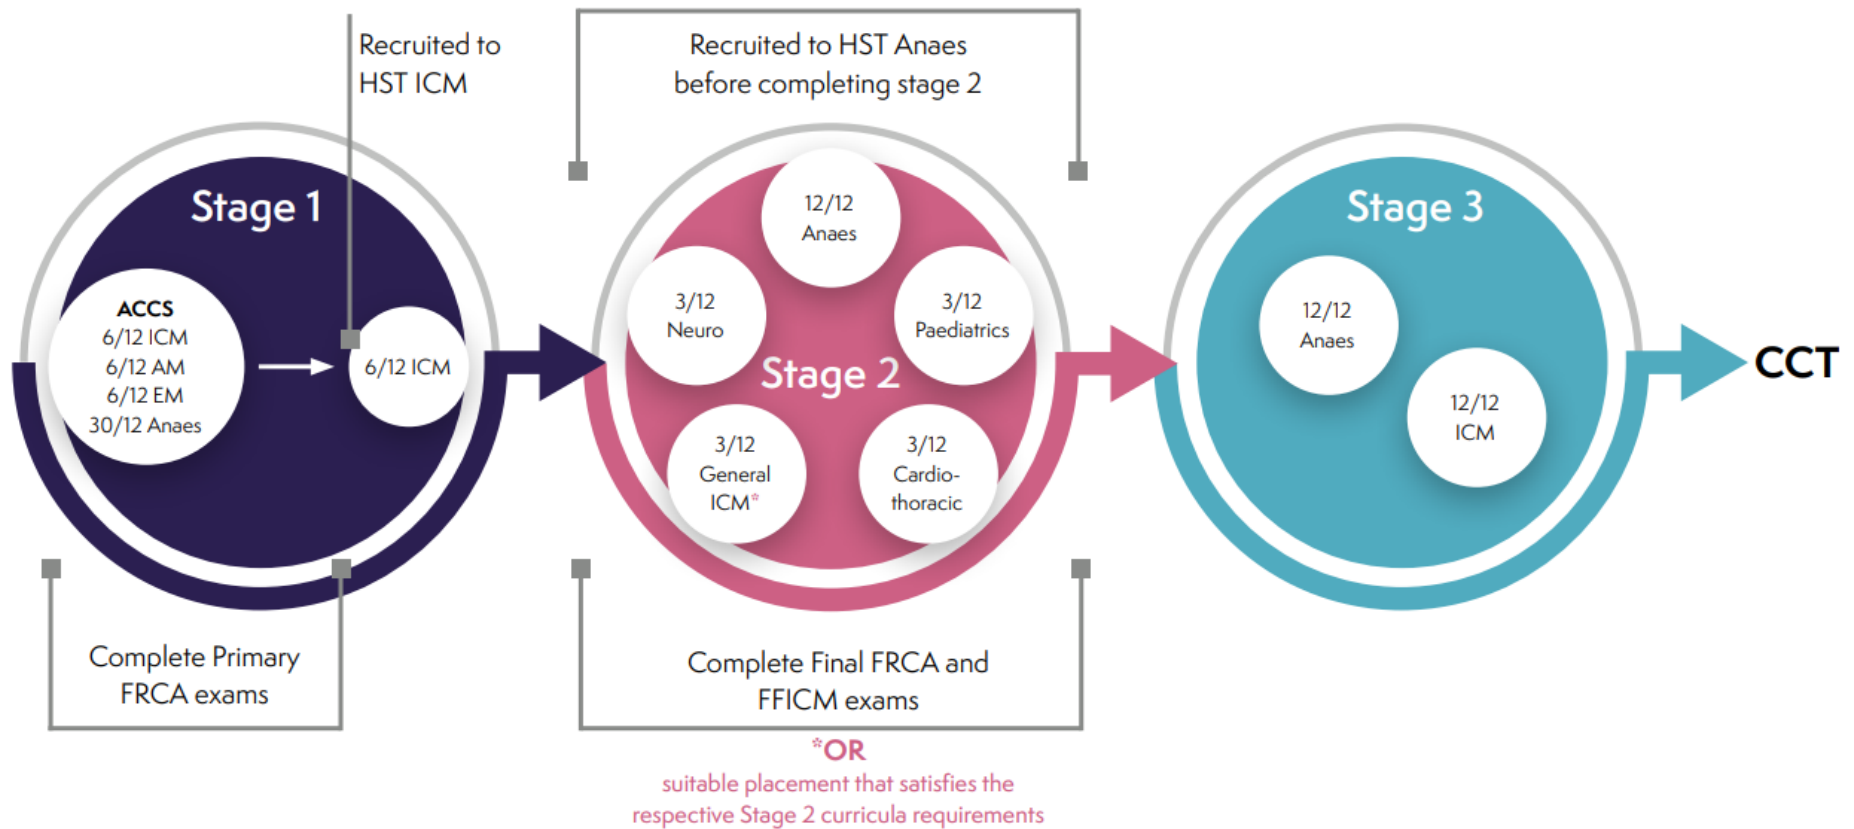 Recruited to
HST ICM
Recruited to HST Anaes
before completing stage 2
Stage 1
ACCS
6/12 ICM
6/12 AM
6/12 EM
30/12 Anaes
6/12 ICM
Complete Primary
FRCA exams
12/12
Anaes
3/12
Neuro
3/12
Paediatrics
Stage 2
3/12
General
ICM*
3/12
Cardio-
thoracic
Complete Final FRCA and
FFICM exams
*OR
suitable placement that satisfies the
respective Stage 2 curricula requirements
Stage 3
12/12
Anaes
12/12
ICM
CCT